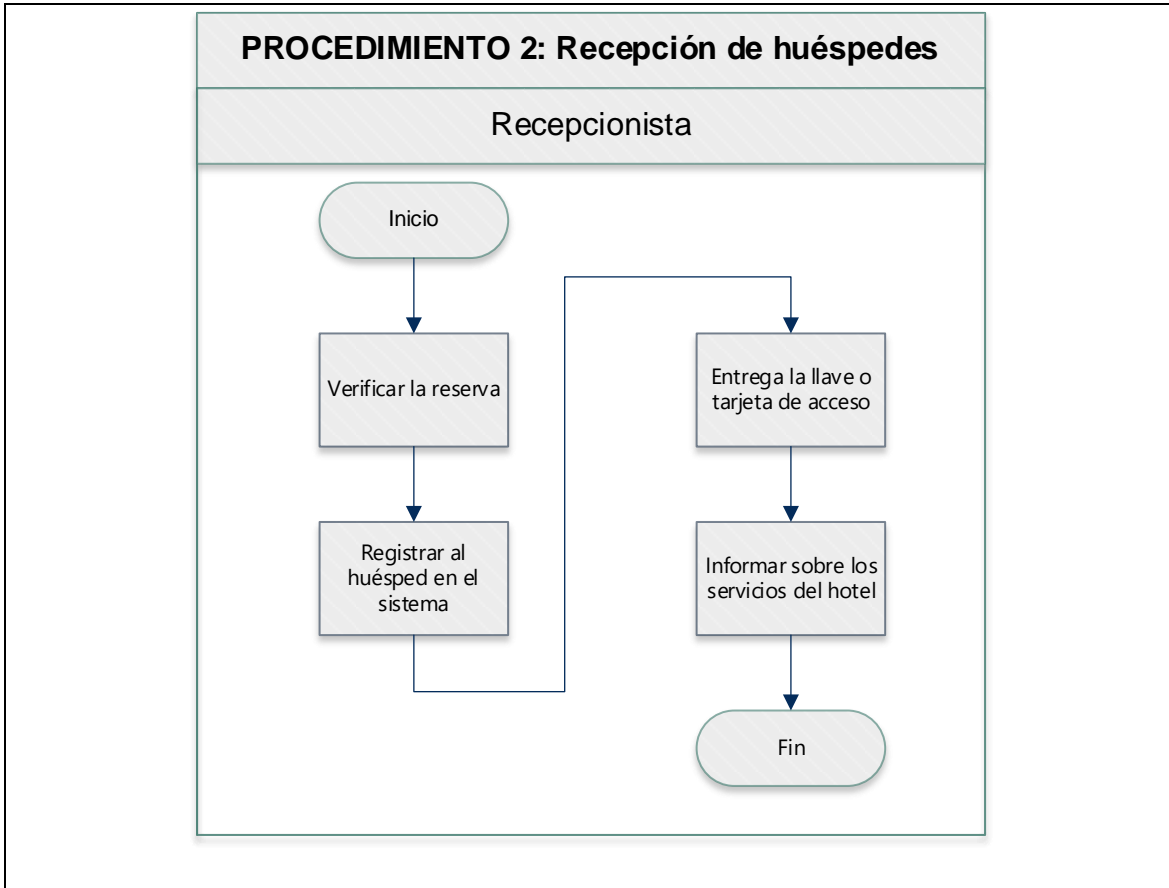 PROCEDIMIENTO 2: Recepción de huéspedes
Recepcionista
Inicio
Verificar la reserva
Registrar al
huésped en el
sistema
Entrega la llave o
tarjeta de acceso
Informar sobre los
servicios del hotel
Fin